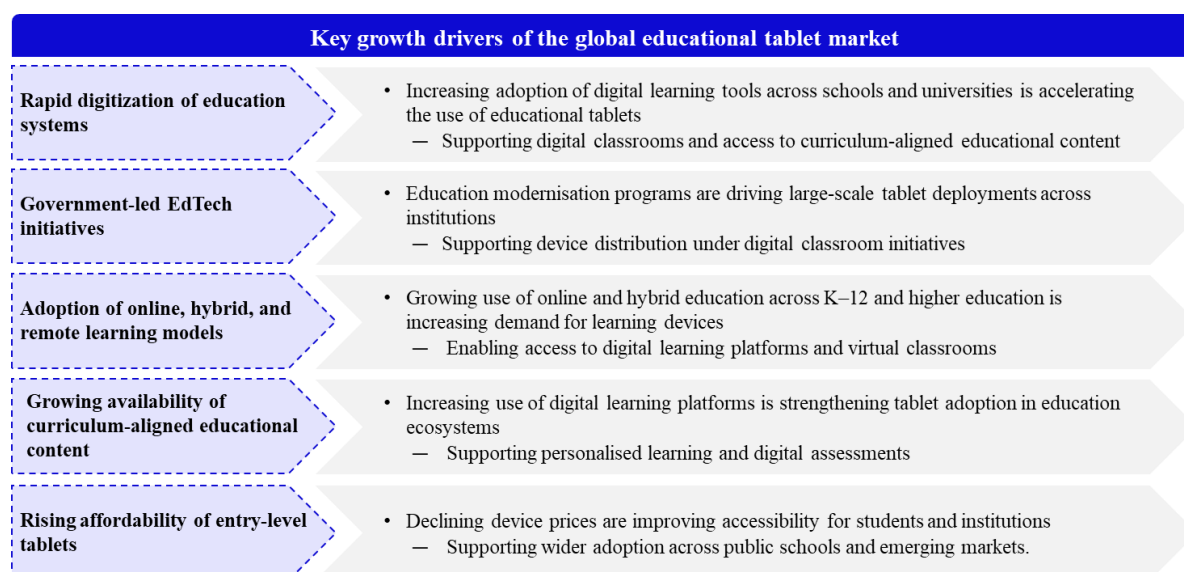 Key growth drivers of the global educational tablet market
Rapid digitization of education
systems
• Increasing adoption of digital learning tools across schools and universities is accelerating
the use of educational tablets
— Supporting digital classrooms and access to curriculum-aligned educational content
Government-led EdTech
initiatives
• Education modernisation programs are driving large-scale tablet deployments across
institutions
— Supporting device distribution under digital classroom initiatives
Adoption of online, hybrid, and
remote learning models
• Growing use of online and hybrid education across K–12 and higher education is
increasing demand for learning devices
— Enabling access to digital learning platforms and virtual classrooms
Growing availability of
curriculum-aligned educational
content
• Increasing use of digital learning platforms is strengthening tablet adoption in education
ecosystems
— Supporting personalised learning and digital assessments
Rising affordability of entry-level
tablets
• Declining device prices are improving accessibility for students and institutions
— Supporting wider adoption across public schools and emerging markets.